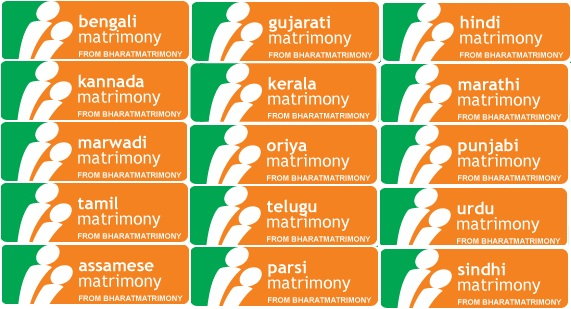 bengali
matrimony
FROM BHARATMATRIMONY
gujarati
matrimony
FROM BHARATMATRIMONY
hindi
matrimony
FROM BHARATMATRIMONY
kannada
matrimony
FROM BHARATMATRIMONY
kerala
matrimony
FROM BHARATMATRIMONY
marathi
matrimony
FROM BHARATMATRIMONY
marwadi
matrimony
FROM BHARATMATRIMONY
oriya
matrimony
FROM BHARATMATRIMONY
punjabi
matrimony
FROM BHARATMATRIMONY
tamil
matrimony
FROM BHARATMATRIMONY
telugu
matrimony
FROM BHARATMATRIMONY
urdu
matrimony
FROM BHARATMATRIMONY
assamese
matrimony
FROM BHARATMATRIMONY
parsi
matrimony
FROM BHARATMATRIMONY
sindhi
matrimony
FROM BHARATMATRIMONY